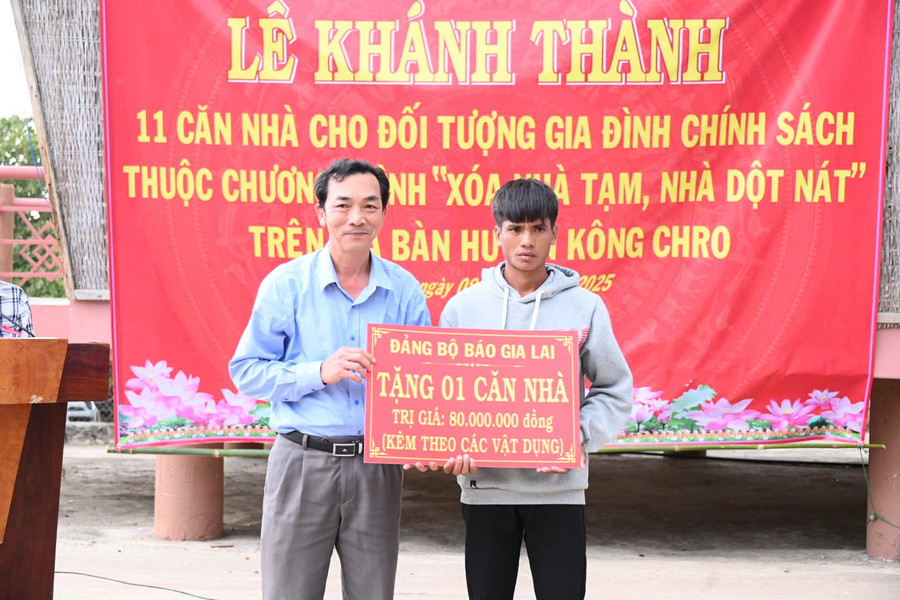 LỄ KHÁNH THÀNH
11 CĂN NHÀ CHO ĐỐI TƯỢNG GIA ĐÌNH CHÍNH SÁCH
THUỘC CHƯƠNG "XÓA NHÀ TẠM, NHÀ DỘT NÁT"
TRÊN BÀN KÔNG CHRO
ngày 2025
ĐẢNG BỘ BÁO GIA LAI
TẶNG 01 CĂN NHÀ
TRỊ GIÁ: 80.000.000 đồng
(KÈM THEO CÁC VẬT DỤNG)